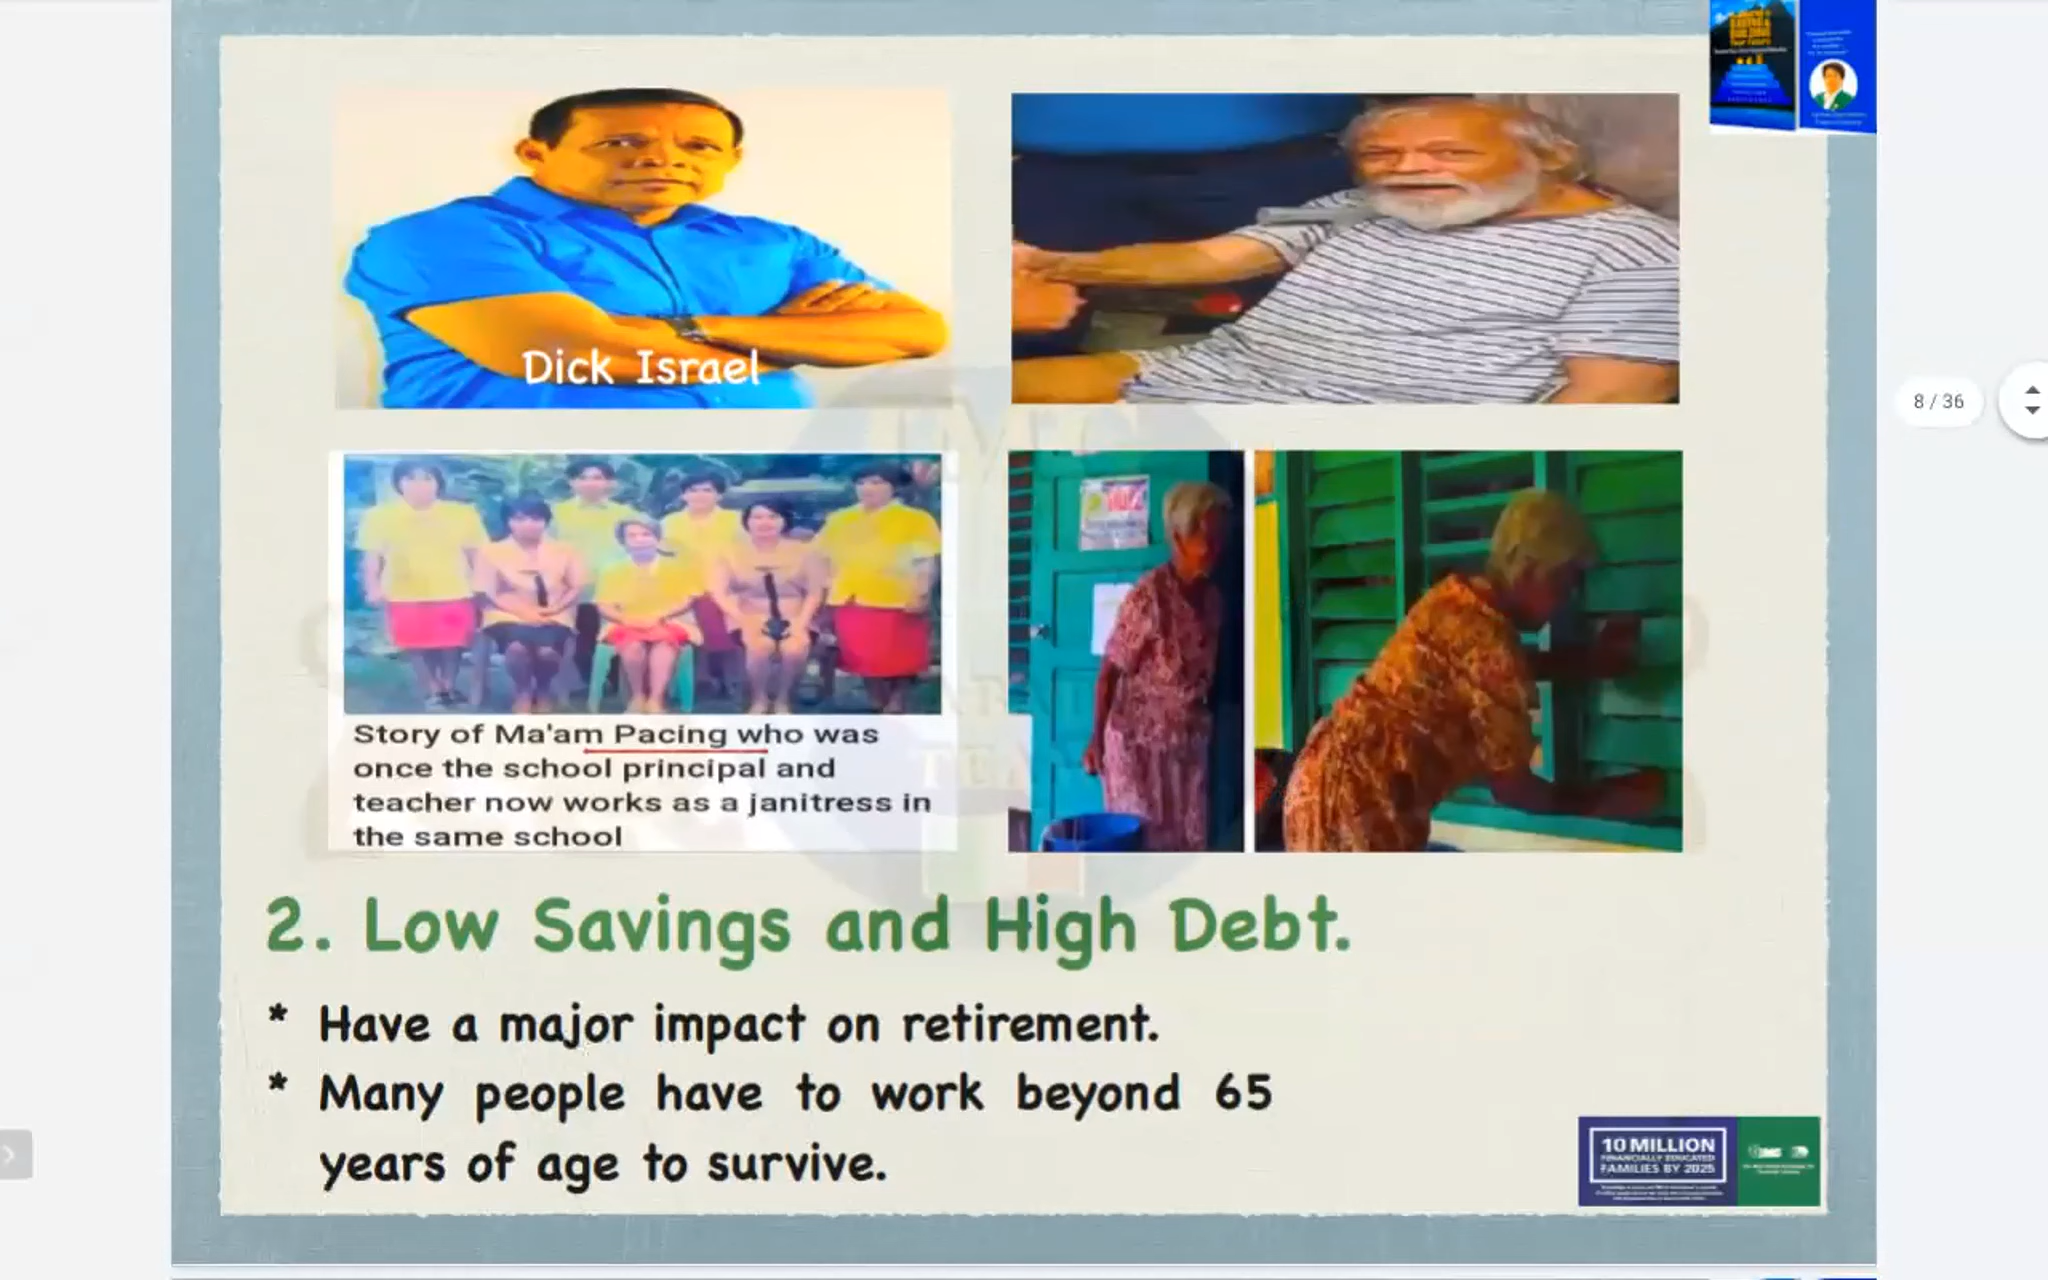 8 / 36
Dick Israel
Story of Ma'am Pacing who was
once the school principal and
teacher now works as a janitress in
the same school
2. Low Savings and High Debt.
* Have a major impact on retirement.
* Many people have to work beyond 65
years of age to survive.
10 MILLION
FINANCIALLY EDUCATED
FAMILIES BY 2025